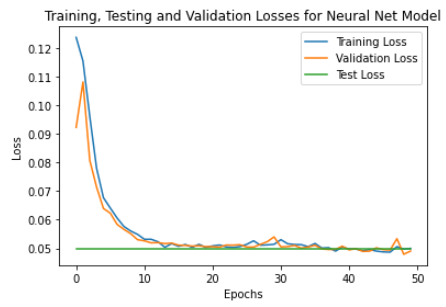 Training, Testing and Validation Losses for Neural Net Model
Training Loss
Validation Loss
Test Loss
Loss
0.12
0.11
0.10
0.09
0.08
0.07
0.06
0.05
0 10 20 30 40 50
Epochs